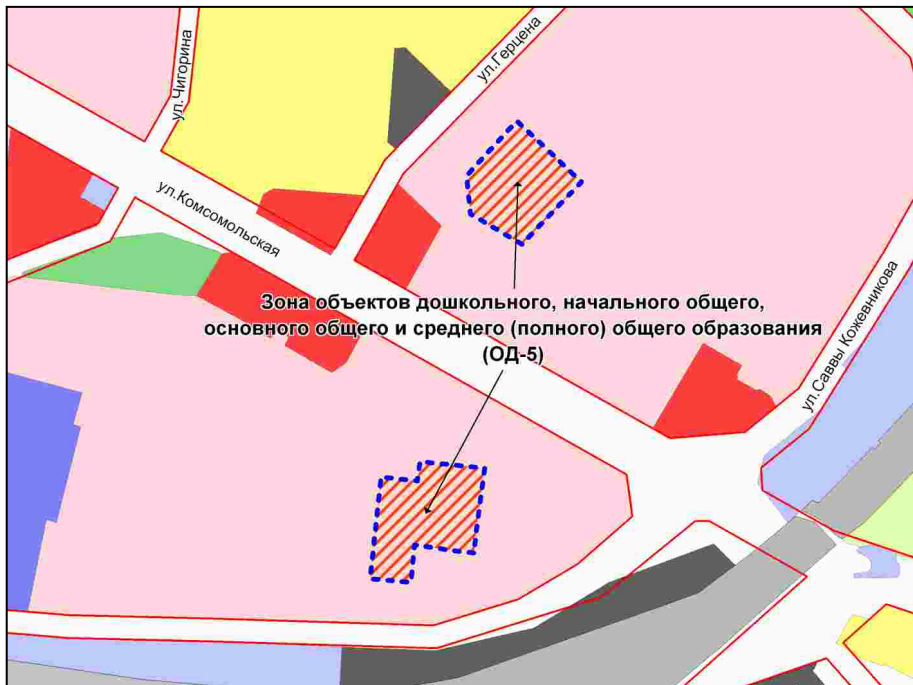 ул.Чигорина
ул.Герцена
ул.Комсомольская
Зона объектов дошкольного, начального общего,
основного общего и среднего (полного) общего образования
(ОД-5)
ул.Саввы Кожевникова